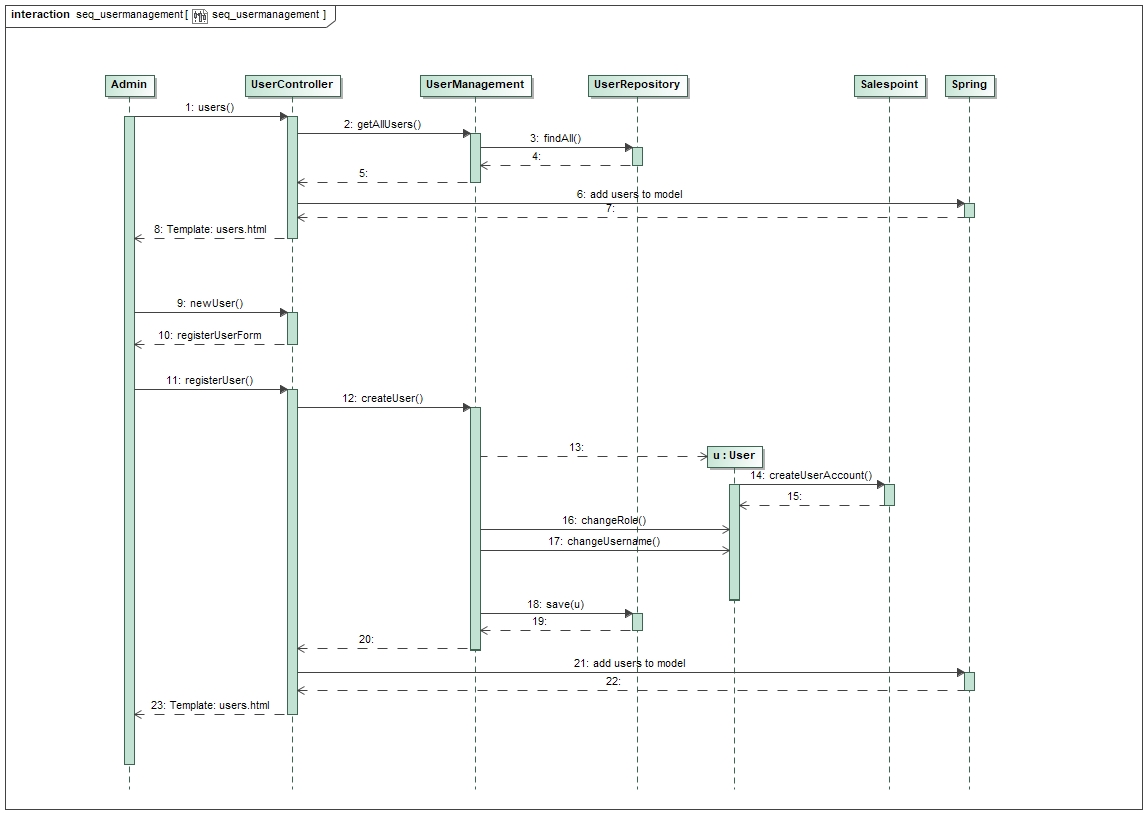 interaction seq_usermanagement [ seq_usermanagement ]
Admin
UserController
UserManagement
UserRepository
Salespoint
Spring
1: users()
2: getAllUsers()
3: findAll()
4:
5:
6: add users to model
7:
8: Template: users.html
9: newUser()
10: registerUserForm
11: registerUser()
12: createUser()
13:
u : User
14: createUserAccount()
15:
16: changeRole()
17: changeUsername()
18: save(u)
19:
20:
21: add users to model
22:
23: Template: users.html